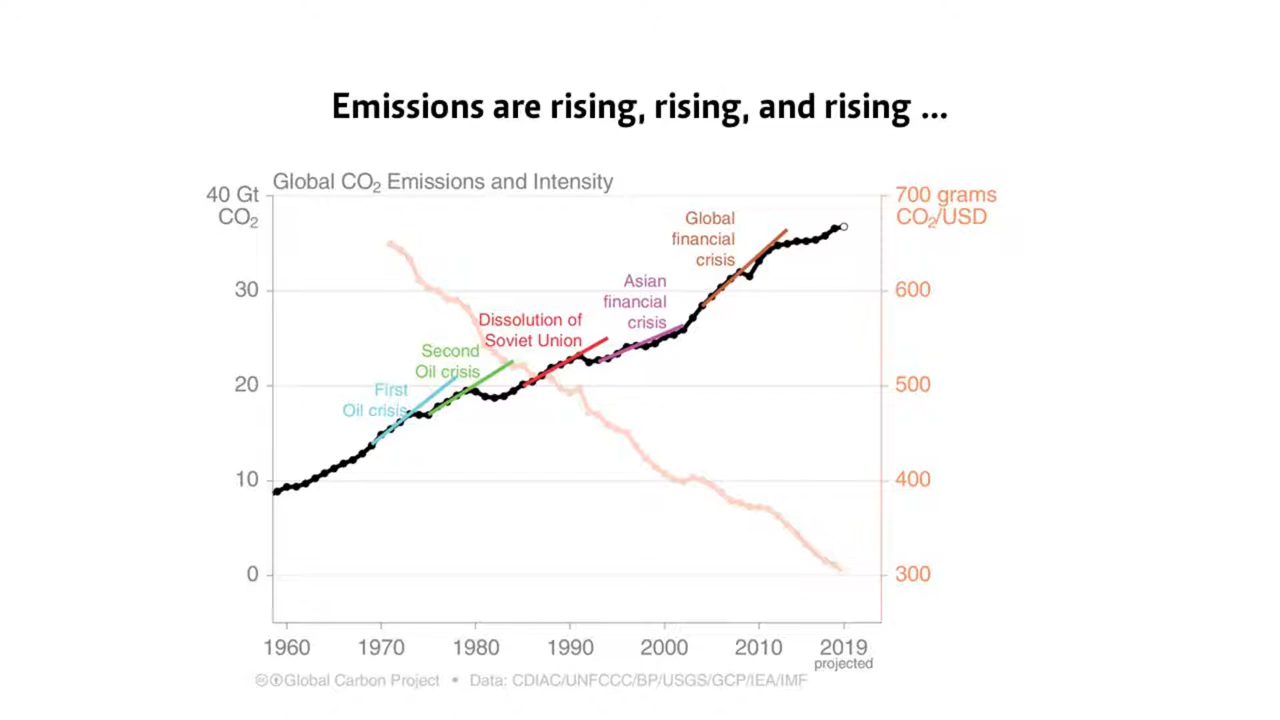 Emissions are rising, rising, and rising ...
Global CO₂ Emissions and Intensity
40 Gt
CO₂
700 grams
CO₂/USD
Global
financial
crisis
30
600
Asian
financial
crisis
Dissolution of
Soviet Union
Second
Oil crisis
20
500
First
Oil crisis
10
400
0
300
1960 1970 1980 1990 2000 2010 2019
projected
Global Carbon Project • Data: CDIAC/UNFCCC/BP/USGS/GCP/IEA/IMF